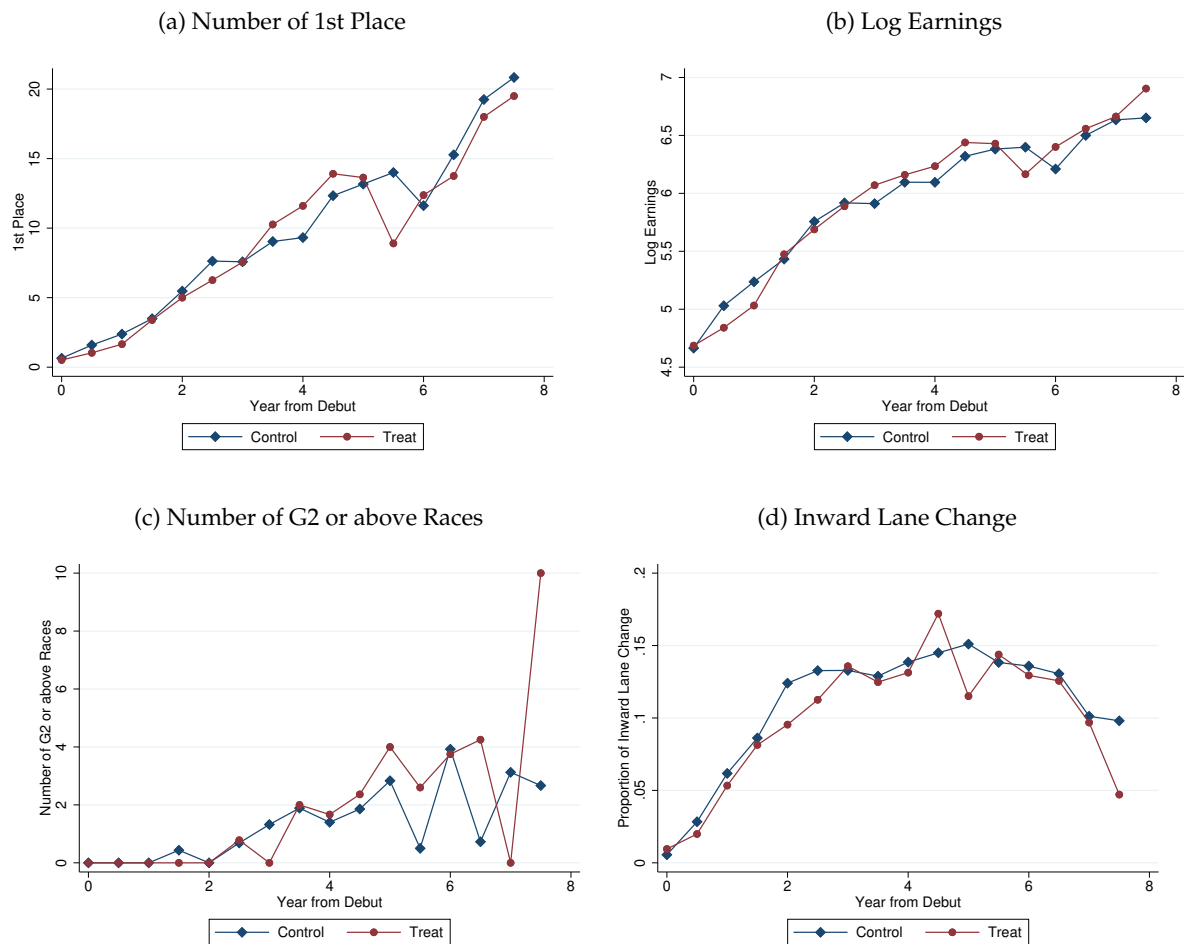 (a) Number of 1st Place
1st Place
20
15
10
5
0
0 2 4 6 8
Year from Debut
Control Treat
(b) Log Earnings
Log Earnings
7
6.5
6
5.5
5
4.5
0 2 4 6 8
Year from Debut
Control Treat
(c) Number of G2 or above Races
Number of G2 or above Races
10
8
6
4
2
0
0 2 4 6 8
Year from Debut
Control Treat
(d) Inward Lane Change
Proportion of Inward Lane Change
.2
.15
.1
.05
0
0 2 4 6 8
Year from Debut
Control Treat